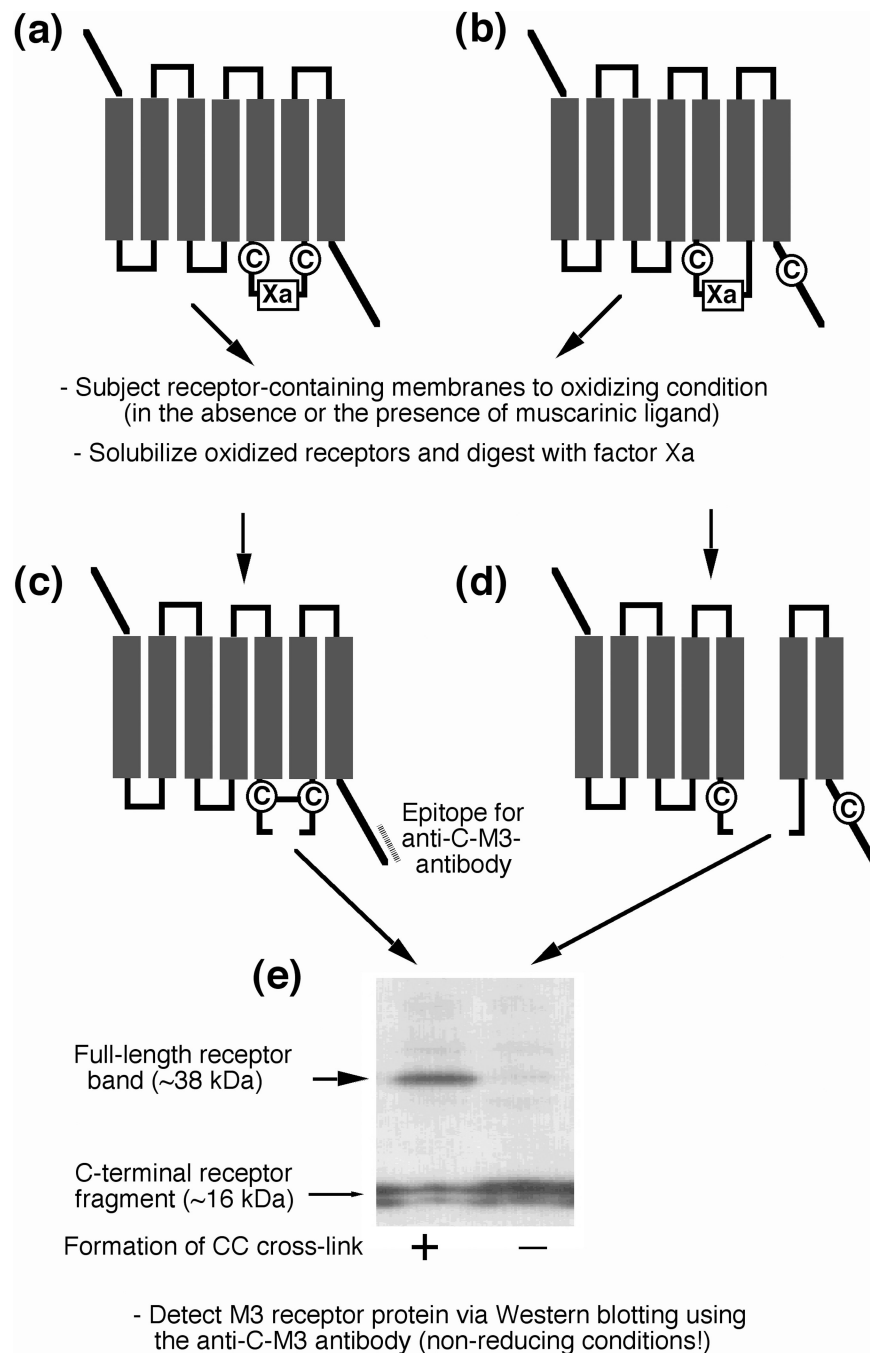 (a)
(b)
C
C
Xa
C
Xa
C
- Subject receptor-containing membranes to oxidizing condition
(in the absence or the presence of muscarinic ligand)
- Solubilize oxidized receptors and digest with factor Xa
(c)
(d)
C
C
C
C
Epitope for
anti-C-M3-
antibody
(e)
Full-length receptor
band (~38 kDa)
C-terminal receptor
fragment (~16 kDa)
Formation of CC cross-link + −
- Detect M3 receptor protein via Western blotting using
the anti-C-M3 antibody (non-reducing conditions!)